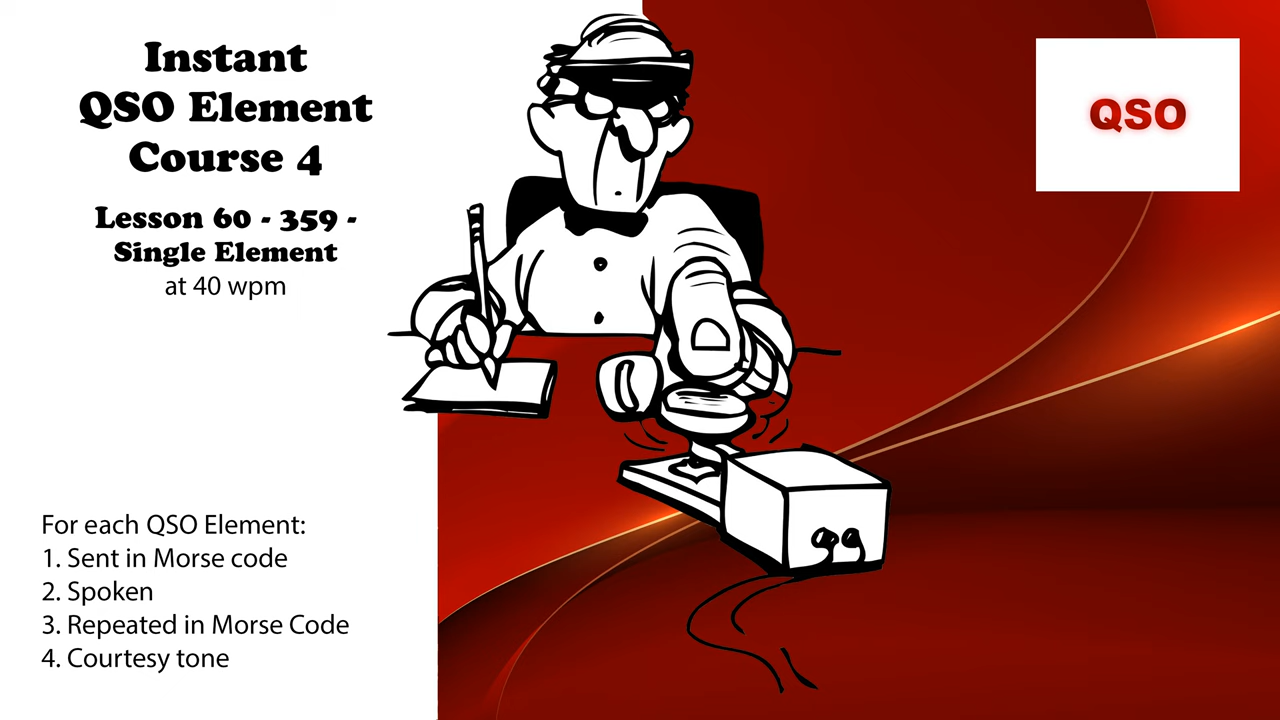 Instant
QSO Element
Course 4
Lesson 60 - 359 -
Single Element
at 40 wpm
QSO
For each QSO Element:
1. Sent in Morse code
2. Spoken
3. Repeated in Morse Code
4. Courtesy tone